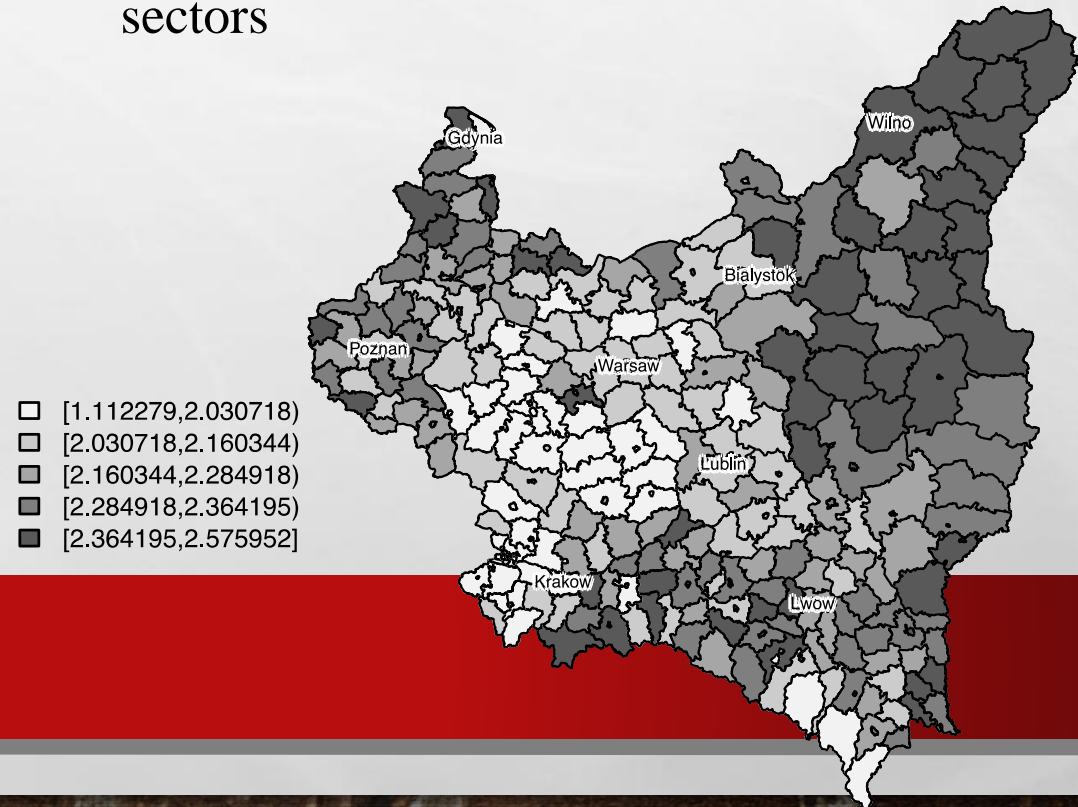 sectors
Gdynia
Wilno
Bialystok
Poznan
Warsaw
Lublin
Krakow
Lwow
[1.112279,2.030718)
[2.030718,2.160344)
[2.160344,2.284918)
[2.284918,2.364195)
[2.364195,2.575952]